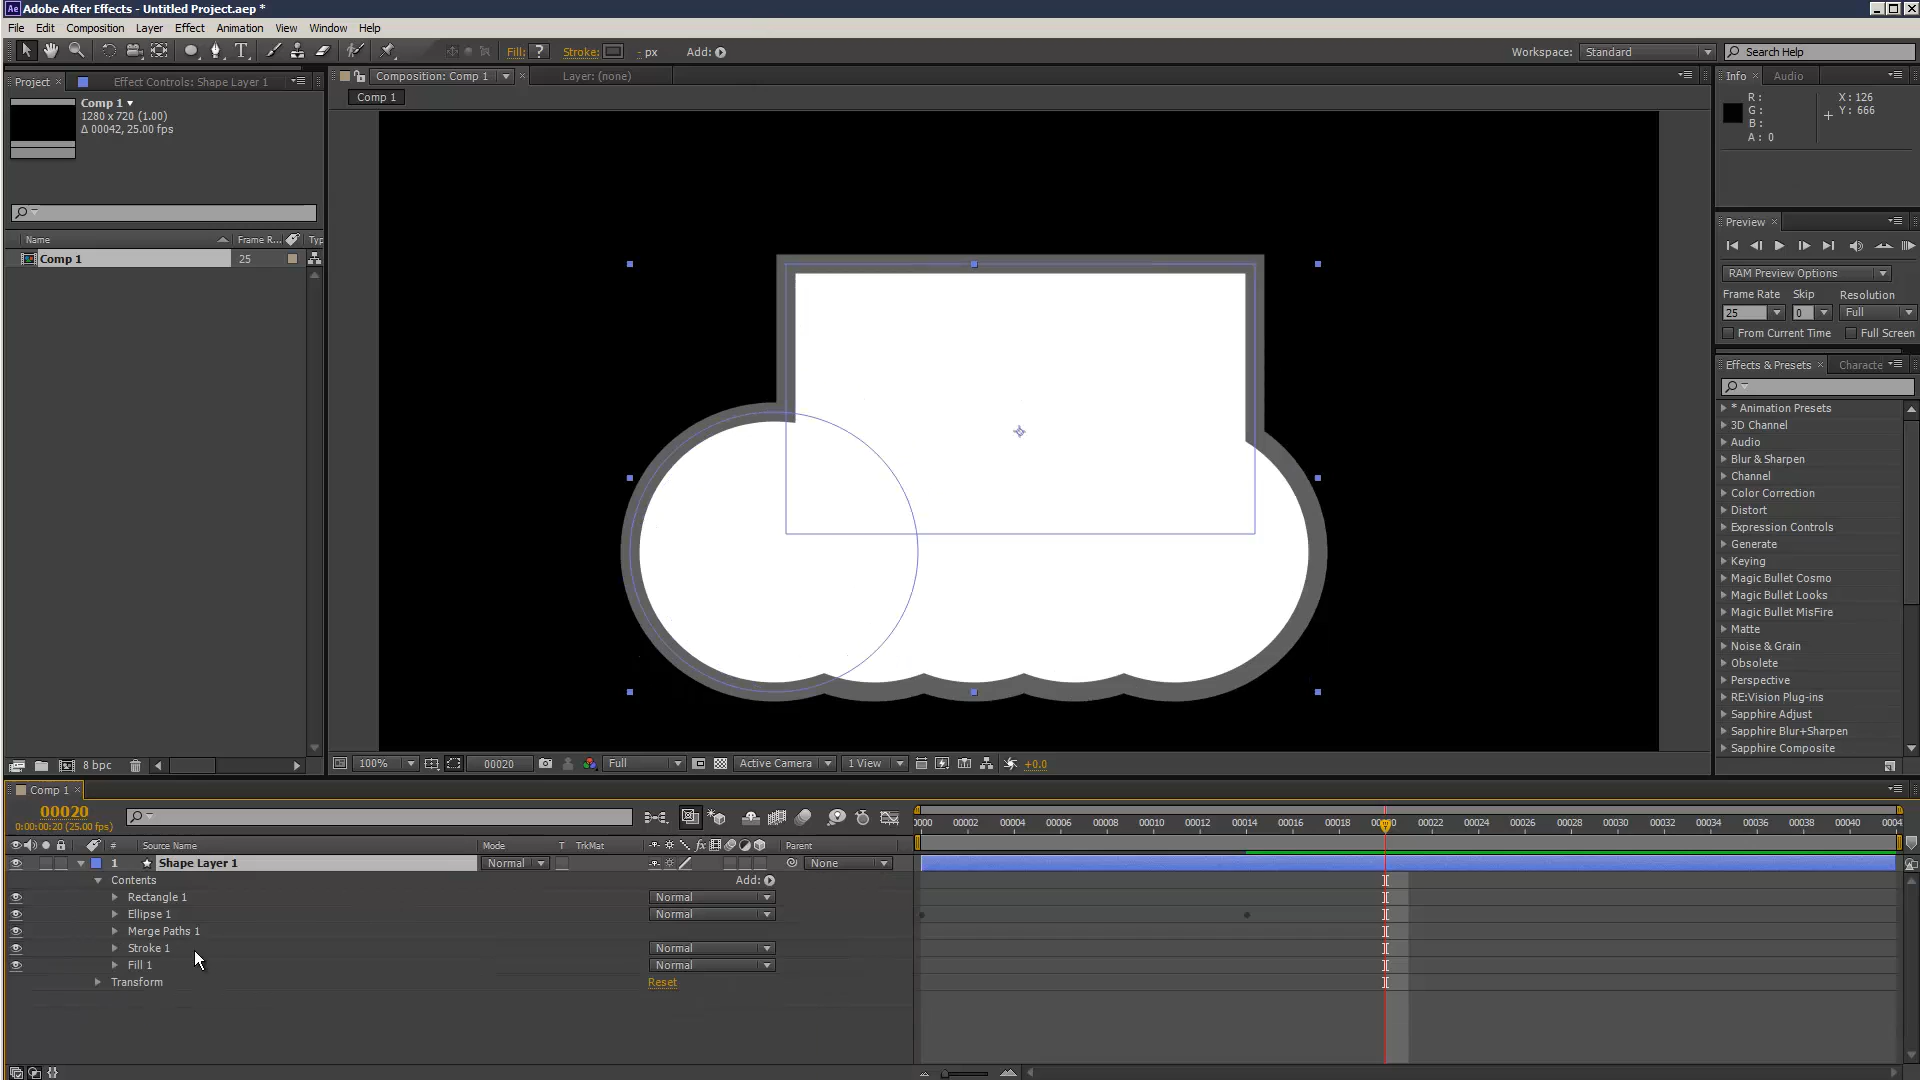 Adobe After Effects - Untitled Project.aep *
File Edit Composition Layer Effect Animation View Window Help
Fill: ? Stroke: - px Add: Workspace: Standard Search Help
Project Effect Controls: Shape Layer 1 Composition: Comp 1 Layer: (none) Info Audio
Comp 1
1280 x 720 (1.00)
Δ 00042, 25.00 fps
Comp 1
R: X: 126
G: Y: 666
B:
A: 0
Preview
RAM Preview Options
Frame Rate Skip Resolution
25 0 Full
From Current Time Full Screen
Name Frame R... Typ
Comp 1 25
Effects & Presets Characte
* Animation Presets
3D Channel
Audio
Blur & Sharpen
Channel
Color Correction
Distort
Expression Controls
Generate
Keying
Magic Bullet Cosmo
Magic Bullet Looks
Magic Bullet MisFire
Matte
Noise & Grain
Obsolete
Perspective
RE:Vision Plug-ins
Sapphire Adjust
Sapphire Blur+Sharpen
Sapphire Composite
8 bpc 100% 00020 Full Active Camera 1 View +0.0
Comp 1
00020
0:00:00:20 (25.00 fps)
0000 00002 00004 00006 00008 00010 00012 00014 00016 00018 00020 00022 00024 00026 00028 00030 00032 00034 00036 00038 00040 0004
# Source Name Mode T TrkMat fx Parent
1 Shape Layer 1 Normal None
Contents Add:
Rectangle 1 Normal
Ellipse 1 Normal
Merge Paths 1
Stroke 1 Normal
Fill 1 Normal
Transform Reset